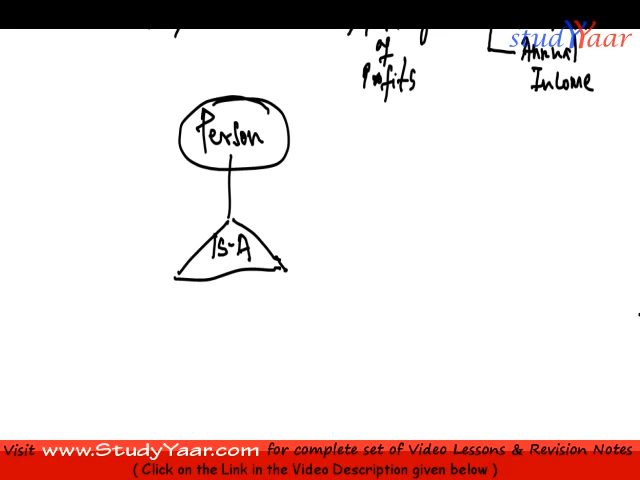 studYYaar
of
Profits
Annual
Income
Person
IS-A
Visit www.StudyYaar.com for complete set of Video Lessons & Revision Notes
( Click on the Link in the Video Description given below )